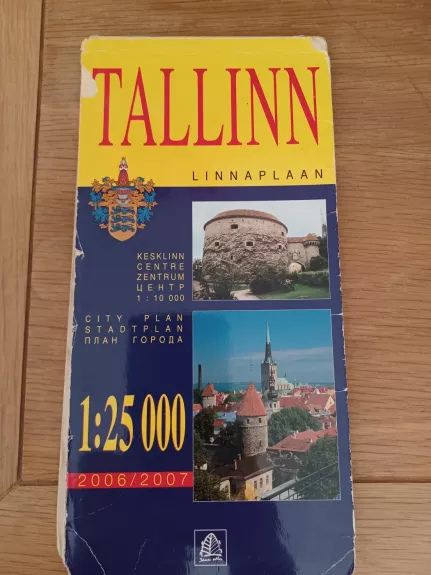 TALLINN
LINNAPLAAN
KESKLINN
CENTRE
ZENTRUM
ЦЕНТР
1 : 10 000
CITY PLAN
STADTPLAN
ПЛАН ГОРОДА
1:25 000
2006/2007